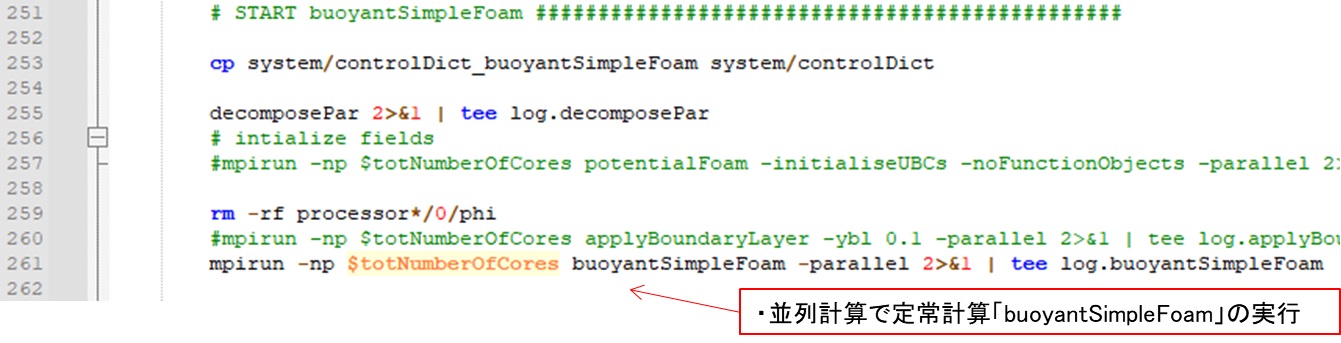 251 # START buoyantSimpleFoam ###############################################
252
253 cp system/controlDict_buoyantSimpleFoam system/controlDict
254
255 decomposePar 2>&1 | tee log.decomposePar
256 # intialize fields
257 #mpirun -np $totNumberOfCores potentialFoam -initialiseUBCs -noFunctionObjects -parallel 2>
258
259 rm -rf processor*/0/phi
260 #mpirun -np $totNumberOfCores applyBoundaryLayer -ybl 0.1 -parallel 2>&1 | tee log.applyBou
261 mpirun -np $totNumberOfCores buoyantSimpleFoam -parallel 2>&1 | tee log.buoyantSimpleFoam
262
・並列計算で定常計算「buoyantSimpleFoam」の実行